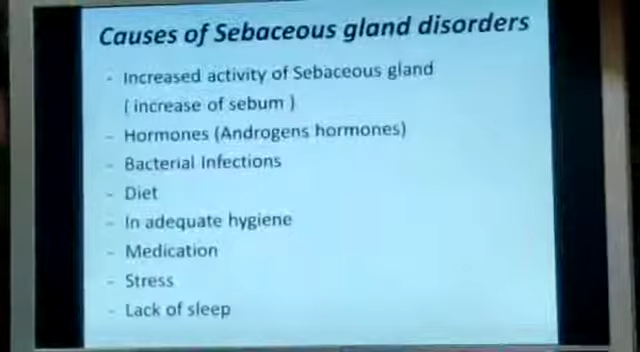 Causes of Sebaceous gland disorders
- Increased activity of Sebaceous gland
( increase of sebum )
- Hormones (Androgens hormones)
- Bacterial Infections
- Diet
- In adequate hygiene
- Medication
- Stress
- Lack of sleep